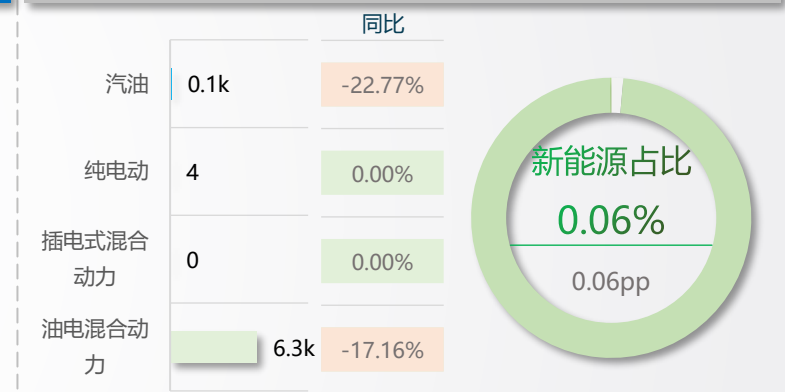 同比
汽油 0.1k -22.77%
纯电动 4 0.00%
插电式混合
动力
0 0.00%
油电混合动
力
6.3k -17.16%
新能源占比
0.06%
0.06pp